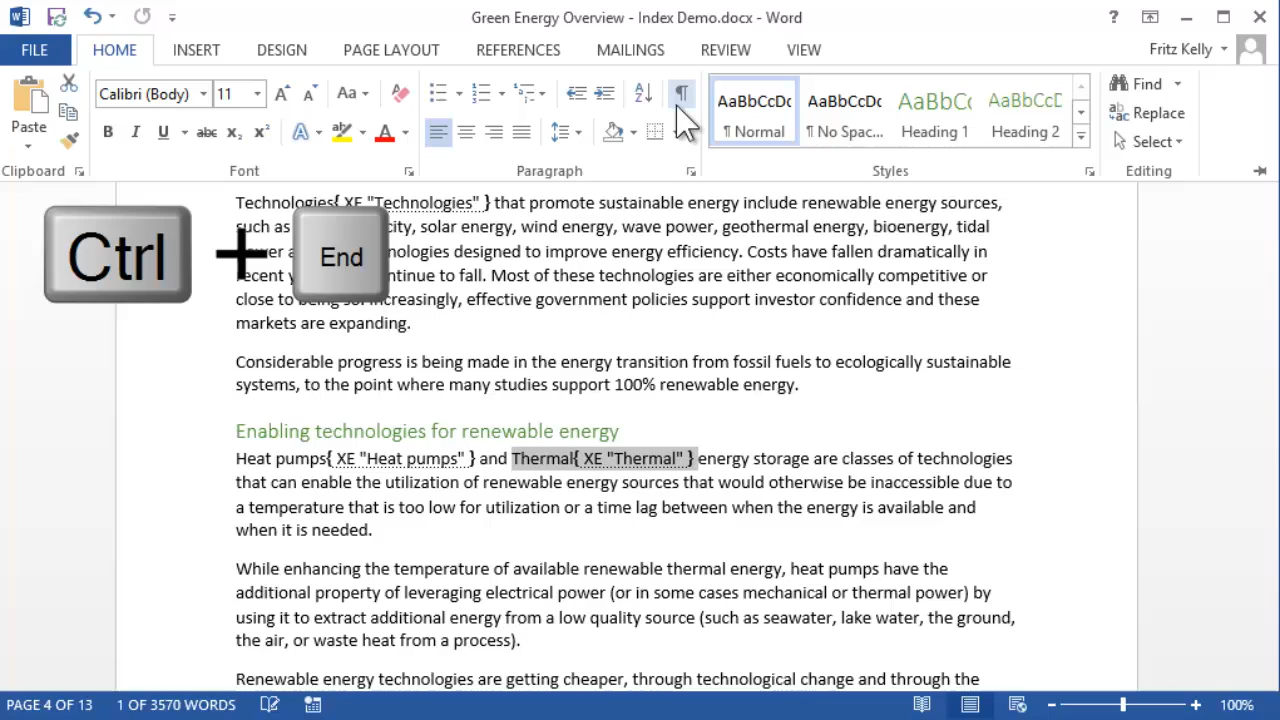 Green Energy Overview - Index Demo.docx - Word
FILE HOME INSERT DESIGN PAGE LAYOUT REFERENCES MAILINGS REVIEW VIEW Fritz Kelly
Calibri (Body) 11 Aa
Paste
B I U abc x₂ x² A A
AaBbCcDc AaBbCcDc AaBbCc AaBbCcD
¶ Normal ¶ No Spac... Heading 1 Heading 2
Find
Replace
Select
Clipboard Font Paragraph Styles Editing
Technologies{ XE "Technologies" } that promote sustainable energy include renewable energy sources,
such as city, solar energy, wind energy, wave power, geothermal energy, bioenergy, tidal
Ctrl + End
technologies designed to improve energy efficiency. Costs have fallen dramatically in
recent continue to fall. Most of these technologies are either economically competitive or
close to being so. Increasingly, effective government policies support investor confidence and these
markets are expanding.
Considerable progress is being made in the energy transition from fossil fuels to ecologically sustainable
systems, to the point where many studies support 100% renewable energy.
Enabling technologies for renewable energy
Heat pumps{ XE "Heat pumps" } and Thermal{ XE "Thermal" } energy storage are classes of technologies
that can enable the utilization of renewable energy sources that would otherwise be inaccessible due to
a temperature that is too low for utilization or a time lag between when the energy is available and
when it is needed.
While enhancing the temperature of available renewable thermal energy, heat pumps have the
additional property of leveraging electrical power (or in some cases mechanical or thermal power) by
using it to extract additional energy from a low quality source (such as seawater, lake water, the ground,
the air, or waste heat from a process).
Renewable energy technologies are getting cheaper, through technological change and through the
PAGE 4 OF 13 1 OF 3570 WORDS 100%